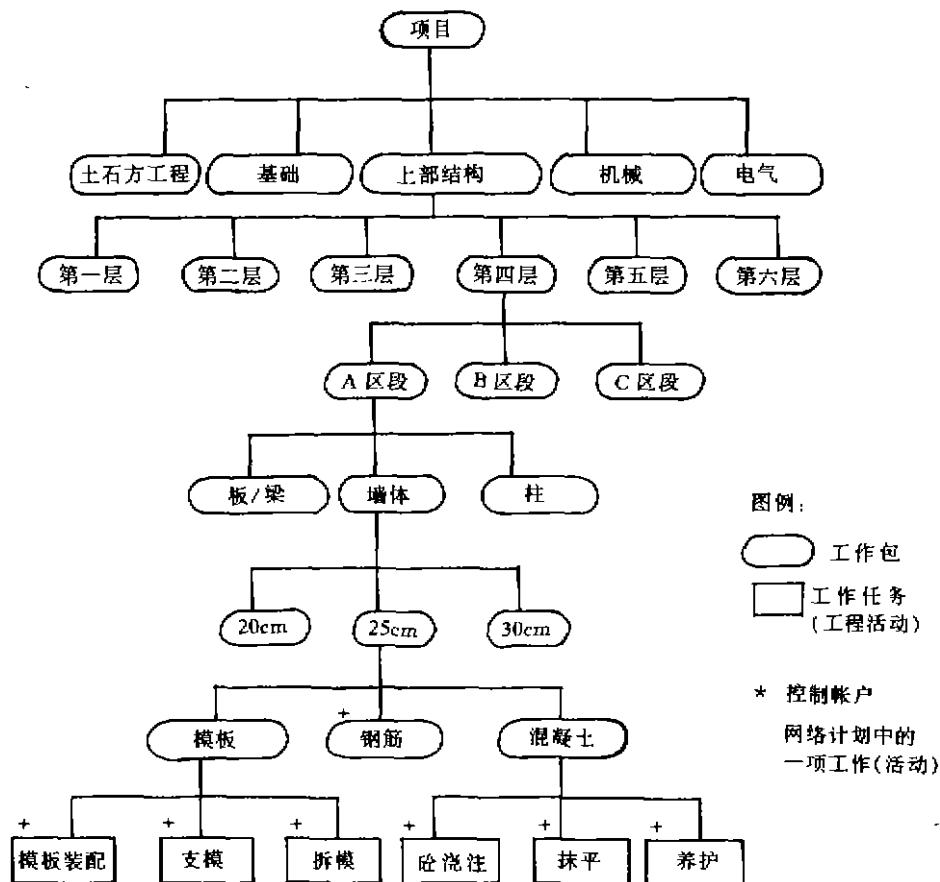 项目
土石方工程 基础 上部结构 机械 电气
第一层 第二层 第三层 第四层 第五层 第六层
A 区段 B 区段 C 区段
板/梁 墙体 柱
图例:
工作包
工作任务
(工程活动)
20cm 25cm 30cm
* 控制帐户
网络计划中的
一项工作(活动)
+
模板 钢筋 混凝土
+ + + + + +
模板装配 支模 拆模 砼浇注 抹平 养护